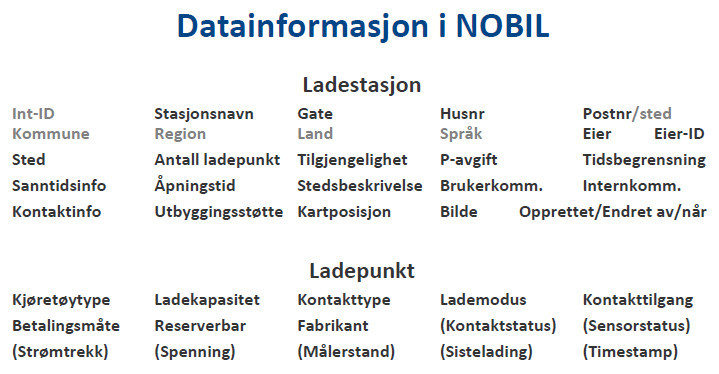 Datainformasjon i NOBIL
Ladestasjon
Int-ID Stasjonsnavn Gate Husnr Postnr/sted
Kommune Region Land Språk Eier Eier-ID
Sted Antall ladepunkt Tilgjengelighet P-avgift Tidsbegrensning
Sanntidsinfo Åpningstid Stedsbeskrivelse Brukerkomm. Internkomm.
Kontaktinfo Utbyggingsstøtte Kartposisjon Bilde Opprettet/Endret av/når
Ladepunkt
Kjøretøytype Ladekapasitet Kontakttype Lademodus Kontakttilgang
Betalingsmåte Reserverbar Fabrikant (Kontaktstatus) (Sensorstatus)
(Strømtrekk) (Spenning) (Målerstand) (Sistelading) (Timestamp)